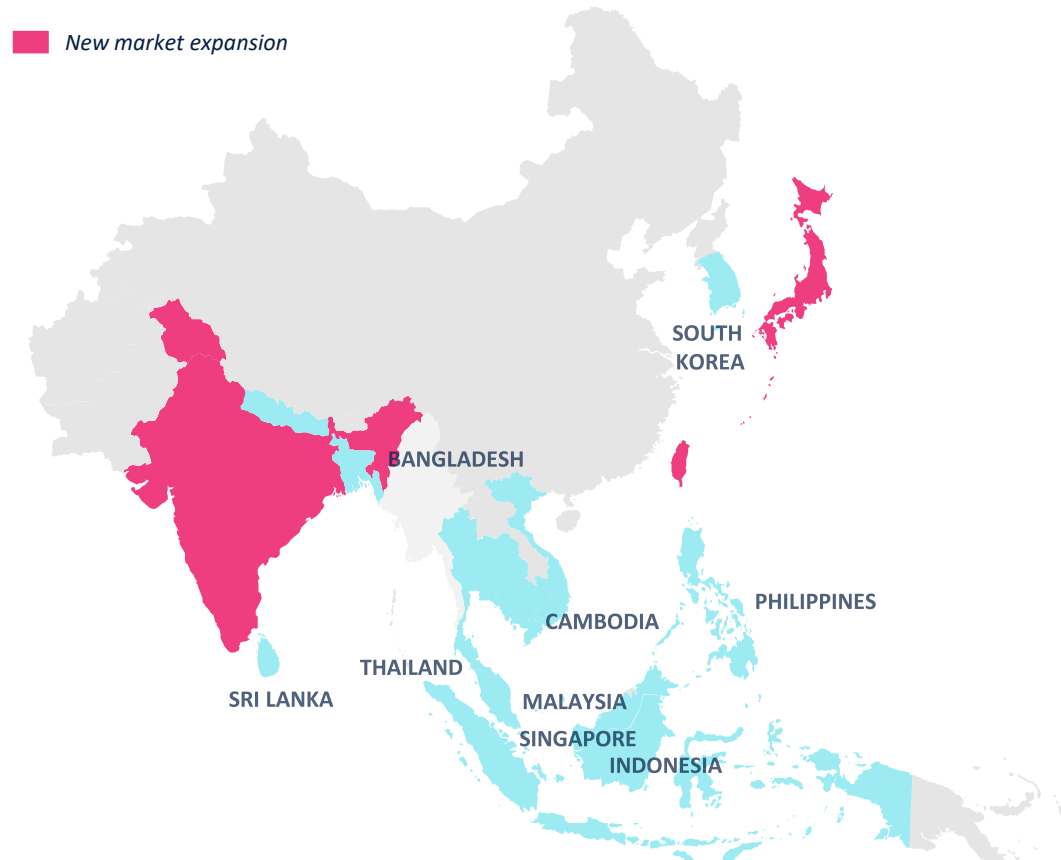 New market expansion
SOUTH
KOREA
BANGLADESH
PHILIPPINES
CAMBODIA
THAILAND
SRI LANKA
MALAYSIA
SINGAPORE
INDONESIA